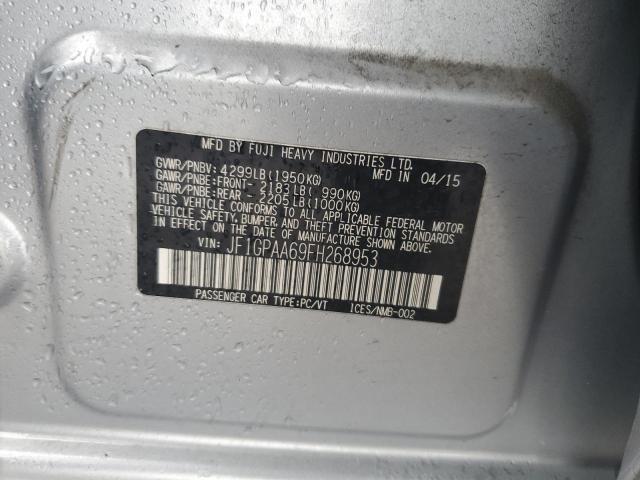 MFD BY FUJI HEAVY INDUSTRIES LTD.
GVWR/PNBV: 4299LB(1950KG) MFD IN 04/15
GAWR/PNBE:FRONT- 2183LB( 990KG)
GAWR/PNBE:REAR - 2205LB(1000KG)
THIS VEHICLE CONFORMS TO ALL APPLICABLE FEDERAL MOTOR
VEHICLE SAFETY, BUMPER, AND THEFT PREVENTION STANDARDS
IN EFFECT ON THE DATE OF MANUFACTURE SHOWN ABOVE.
VIN: JF1GPAA69FH268953
PASSENGER CAR TYPE:PC/VT ICES/NMB-002